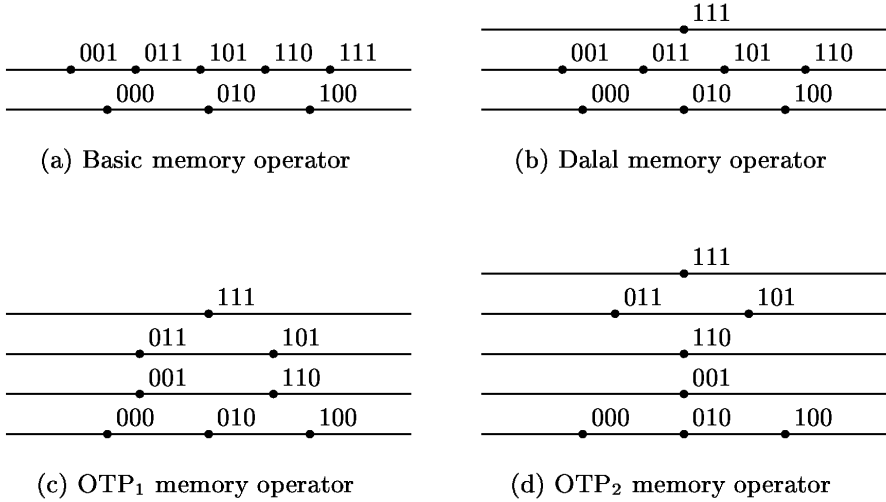 111
001 011 101 110 111
001 011 101 110
000 010 100
000 010 100
(a) Basic memory operator
(b) Dalal memory operator
111
111
011 101
011 101
110
001 110
001
000 010 100
000 010 100
(c) OTP₁ memory operator
(d) OTP₂ memory operator